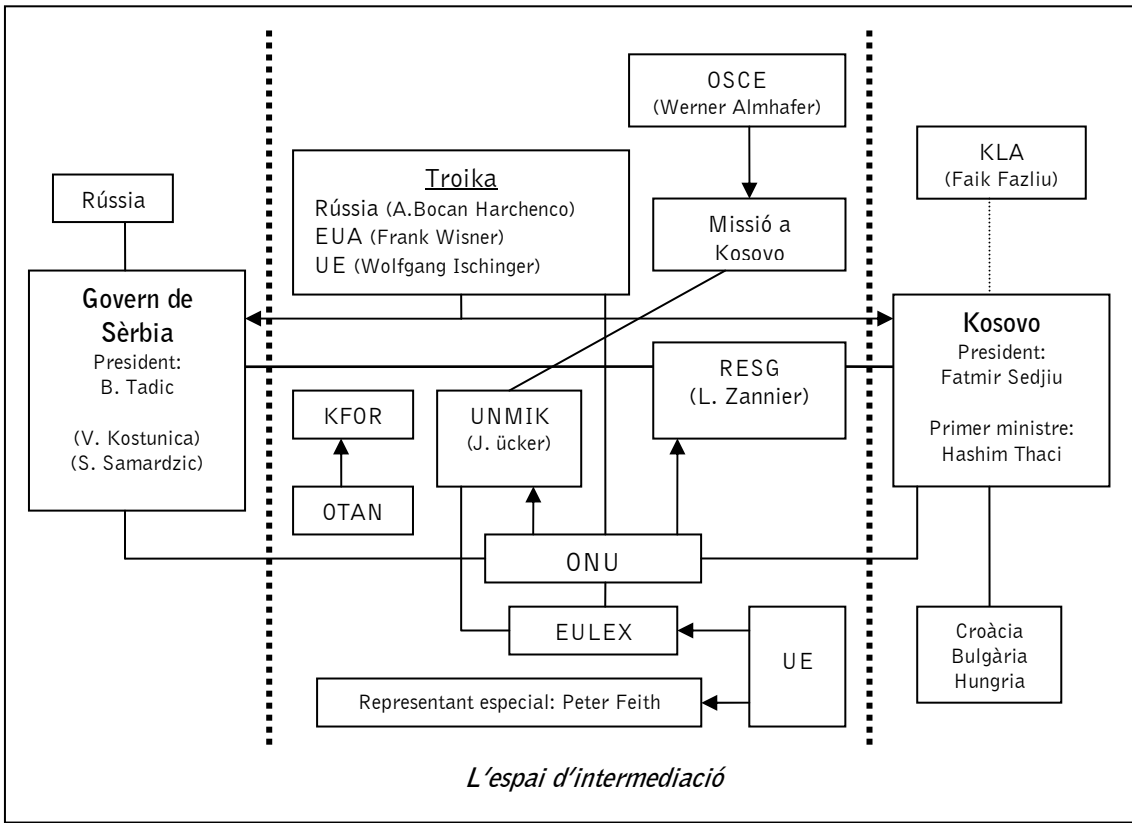 OSCE
(Werner Almhafer)
KLA
(Faik Fazliu)
Troika
Rússia (A.Bocan Harchenco)
EUA (Frank Wisner)
UE (Wolfgang Ischinger)
Rússia
Missió a
Kosovo
Govern de
Sèrbia
President:
B. Tadic
(V. Kostunica)
(S. Samardzic)
Kosovo
President:
Fatmir Sedjiu
Primer ministre:
Hashim Thaci
RESG
(L. Zannier)
KFOR
UNMIK
(J. ücker)
OTAN
ONU
EULEX
UE
Croàcia
Bulgària
Hungria
Representant especial: Peter Feith
L'espai d'intermediació